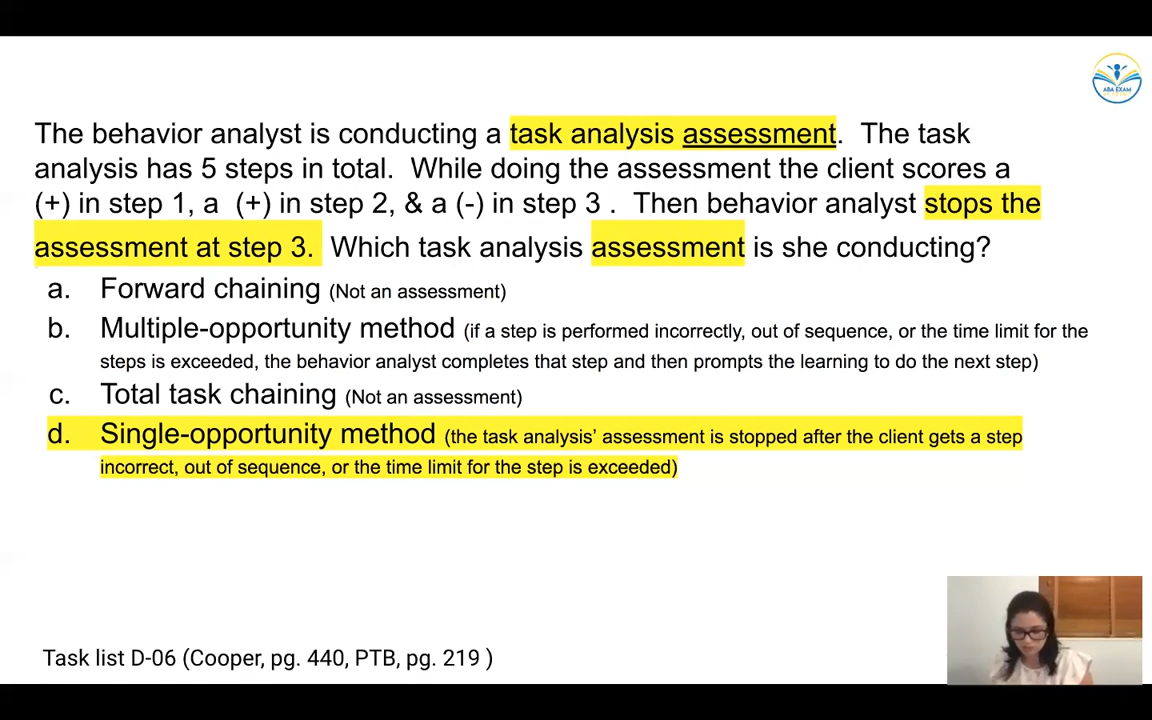 ABA EXAM
The behavior analyst is conducting a task analysis assessment. The task
analysis has 5 steps in total. While doing the assessment the client scores a
(+) in step 1, a (+) in step 2, & a (-) in step 3 . Then behavior analyst stops the
assessment at step 3. Which task analysis assessment is she conducting?
a. Forward chaining (Not an assessment)
b. Multiple-opportunity method (if a step is performed incorrectly, out of sequence, or the time limit for the
steps is exceeded, the behavior analyst completes that step and then prompts the learning to do the next step)
c. Total task chaining (Not an assessment)
d. Single-opportunity method (the task analysis’ assessment is stopped after the client gets a step
incorrect, out of sequence, or the time limit for the step is exceeded)
Task list D-06 (Cooper, pg. 440, PTB, pg. 219 )